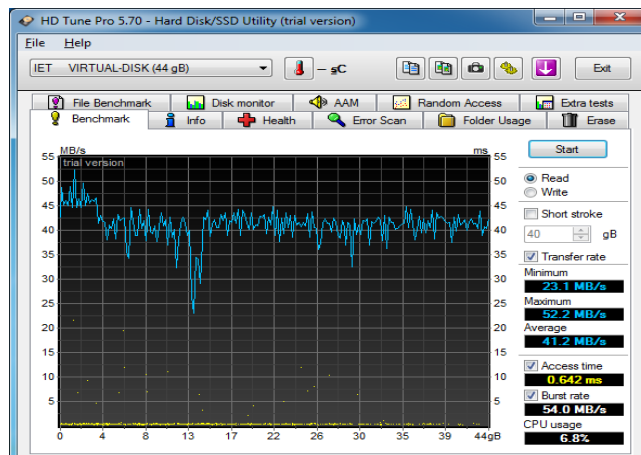 HD Tune Pro 5.70 - Hard Disk/SSD Utility (trial version)
File Help
IET VIRTUAL-DISK (44 gB) – ºC Exit
File Benchmark Disk monitor AAM Random Access Extra tests
Benchmark Info Health Error Scan Folder Usage Erase
MB/s ms
trial version
55 55
50 50
45 45
40 40
35 35
30 30
25 25
20 20
15 15
10 10
5 5
0 4 8 13 17 22 26 30 35 39 44gB
Start
Read
Write
Short stroke
40 gB
Transfer rate
Minimum
23.1 MB/s
Maximum
52.2 MB/s
Average
41.2 MB/s
Access time
0.642 ms
Burst rate
54.0 MB/s
CPU usage
6.8%